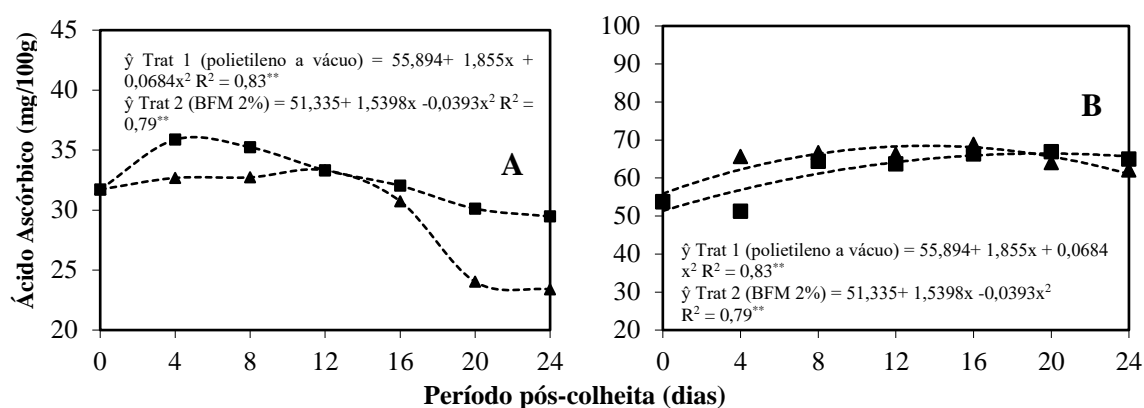 Ácido Ascórbico (mg/100g)
45
40
35
30
25
20
ŷ Trat 1 (polietileno a vácuo) = 55,894+ 1,855x +
0,0684x² R² = 0,83**
ŷ Trat 2 (BFM 2%) = 51,335+ 1,5398x -0,0393x² R² =
0,79**
A
0 4 8 12 16 20 24
100
90
80
70
60
50
40
30
20
B
ŷ Trat 1 (polietileno a vácuo) = 55,894+ 1,855x + 0,0684
x² R² = 0,83**
ŷ Trat 2 (BFM 2%) = 51,335+ 1,5398x -0,0393x²
R² = 0,79**
0 4 8 12 16 20 24
Período pós-colheita (dias)